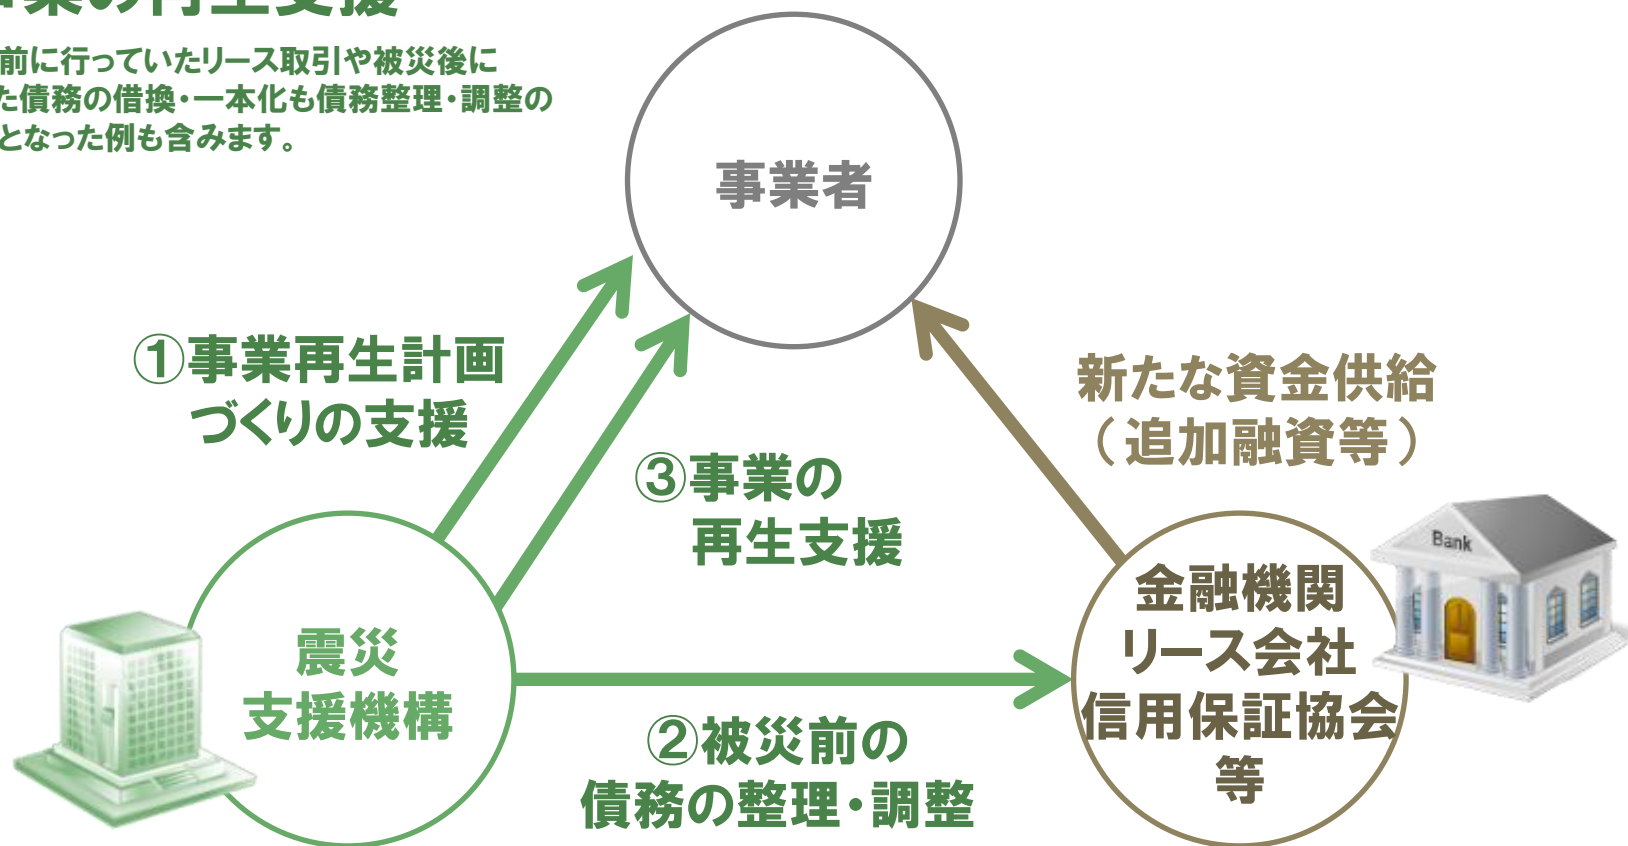 業の再生支援
前に行っていたリース取引や被災後に
た債務の借換・一本化も債務整理・調整の
となった例も含みます。
事業者
①事業再生計画
づくりの支援
新たな資金供給
（追加融資等）
③事業の
再生支援
Bank
金融機関
リース会社
信用保証協会
等
震災
支援機構
②被災前の
債務の整理・調整